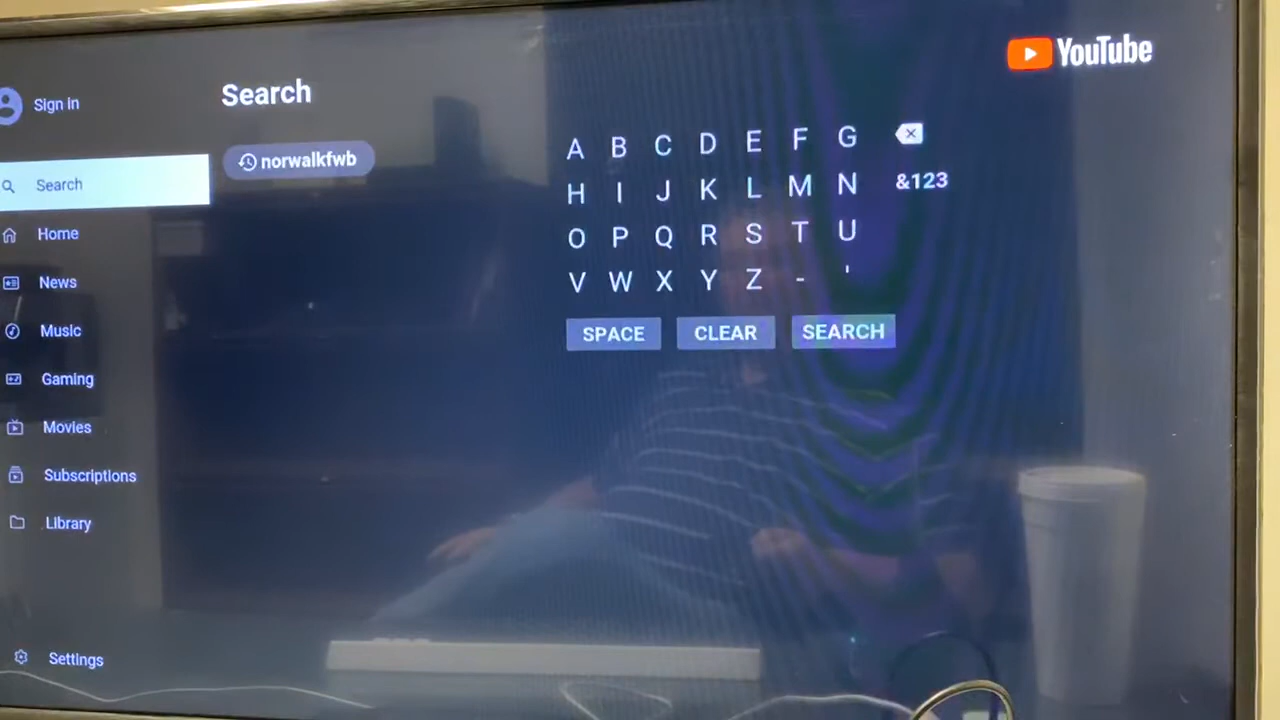 YouTube
Sign in
Search
Home
News
Music
Gaming
Movies
Subscriptions
Library
Settings
Search
norwalkfwb
A B C D E F G
H I J K L M N &123
O P Q R S T U
V W X Y Z - '
SPACE CLEAR SEARCH